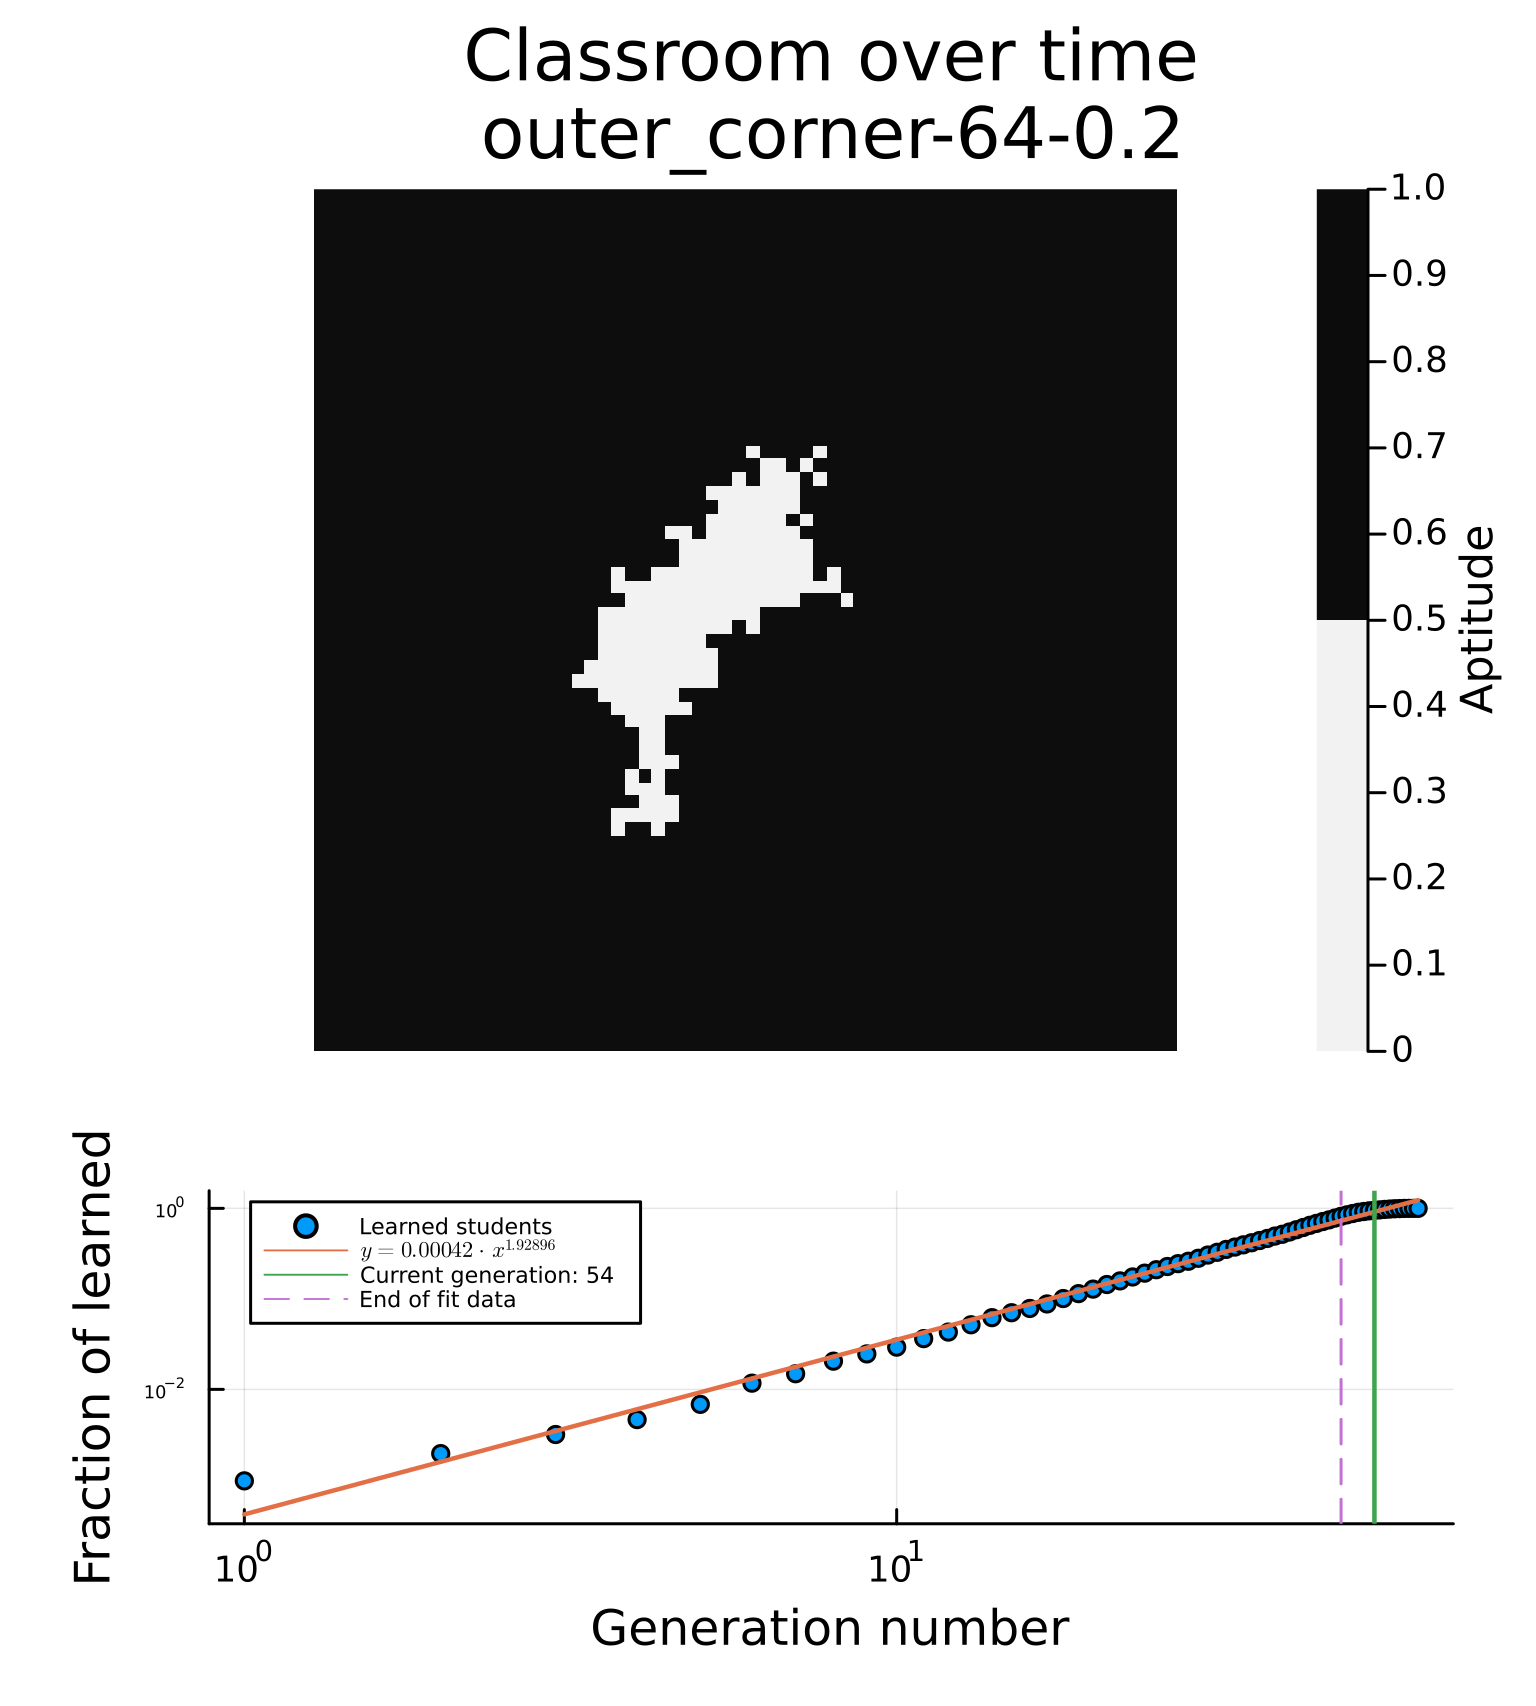 Classroom over time
outer_corner-64-0.2
1.0
0.9
0.8
0.7
0.6
0.5
0.4
0.3
0.2
0.1
0
Aptitude
Fraction of learned
10⁰
10⁻²
Learned students
y = 0.00042 · x^1.92896
Current generation: 54
End of fit data
10⁰
10¹
Generation number